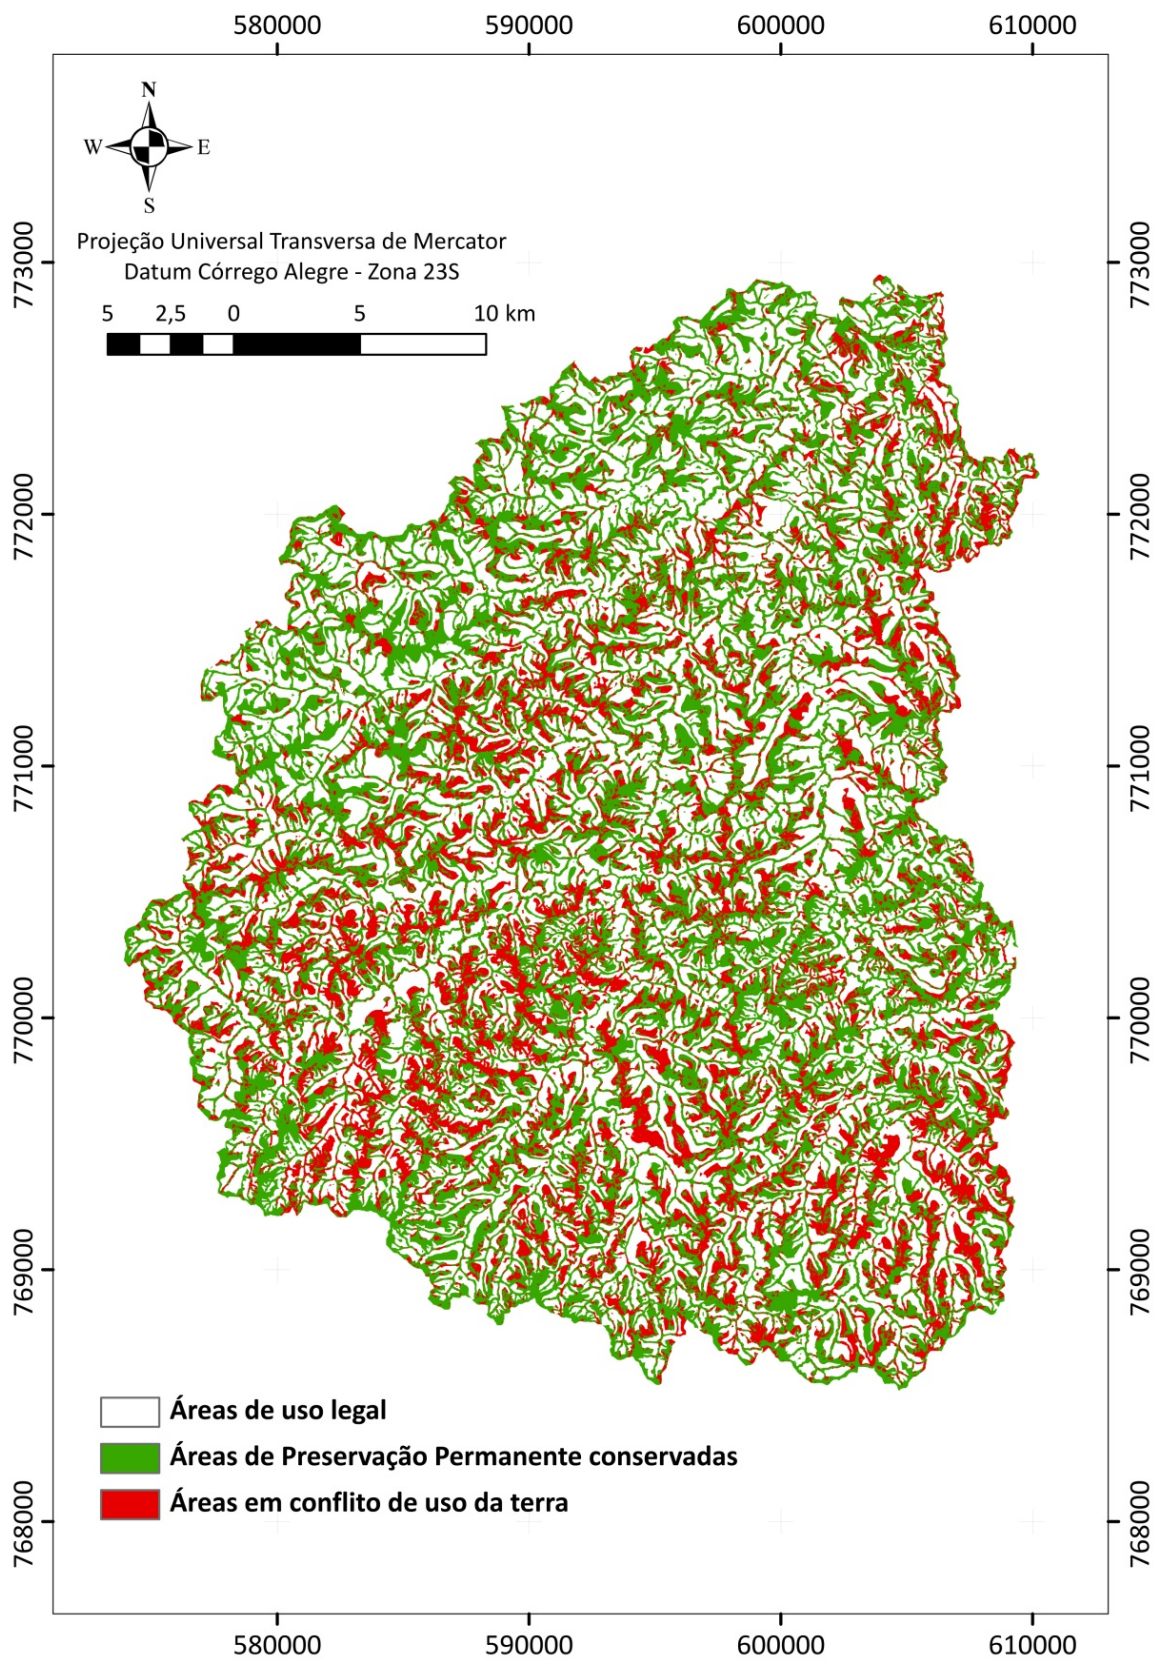 580000 590000 600000 610000
N
W E
S
Projeção Universal Transversa de Mercator
Datum Córrego Alegre - Zona 23S
5 2,5 0 5 10 km
773000 773000
772000 772000
771000 771000
770000 770000
769000 769000
768000 768000
Áreas de uso legal
Áreas de Preservação Permanente conservadas
Áreas em conflito de uso da terra
580000 590000 600000 610000